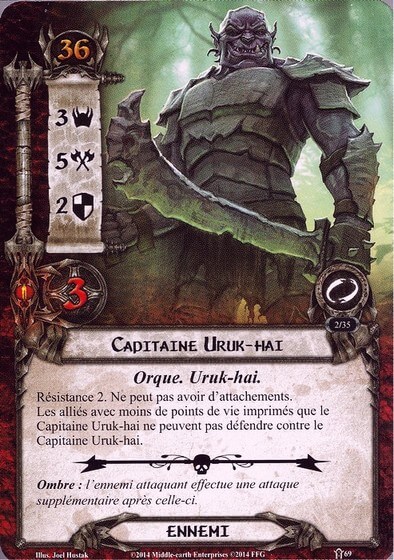 36
3
5
2
3
2/35
Capitaine Uruk-hai
Orque. Uruk-hai.
Résistance 2. Ne peut pas avoir d'attachements.
Les alliés avec moins de points de vie imprimés que le
Capitaine Uruk-hai ne peuvent pas défendre contre le
Capitaine Uruk-hai.
Ombre : l'ennemi attaquant effectue une attaque
supplémentaire après celle-ci.
ENNEMI
Illus. Joel Hustak
©2014 Middle-earth Enterprises ©2014 FFG
69